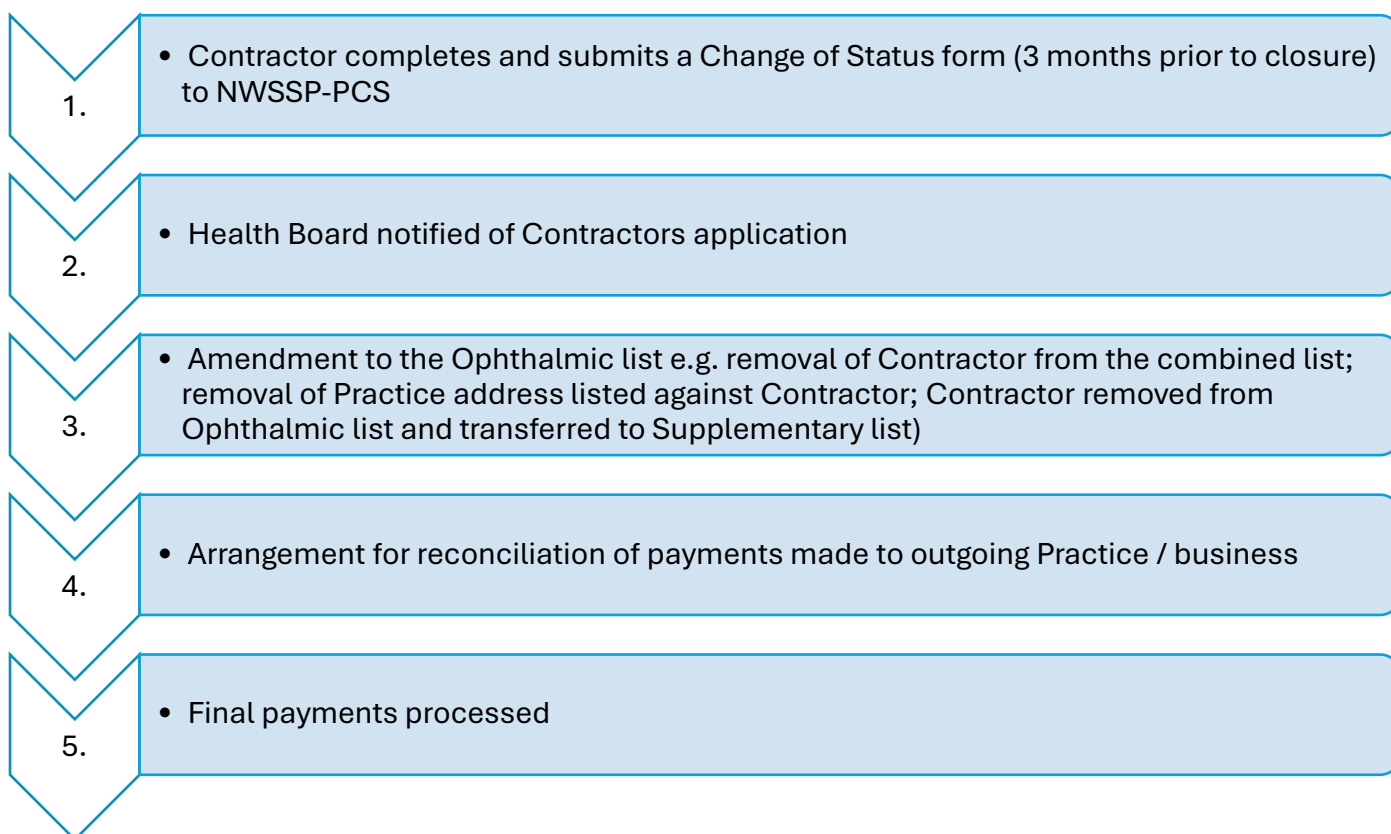 1.
• Contractor completes and submits a Change of Status form (3 months prior to closure)
to NWSSP-PCS
2.
• Health Board notified of Contractors application
3.
• Amendment to the Ophthalmic list e.g. removal of Contractor from the combined list;
removal of Practice address listed against Contractor; Contractor removed from
Ophthalmic list and transferred to Supplementary list)
4.
• Arrangement for reconciliation of payments made to outgoing Practice / business
5.
• Final payments processed